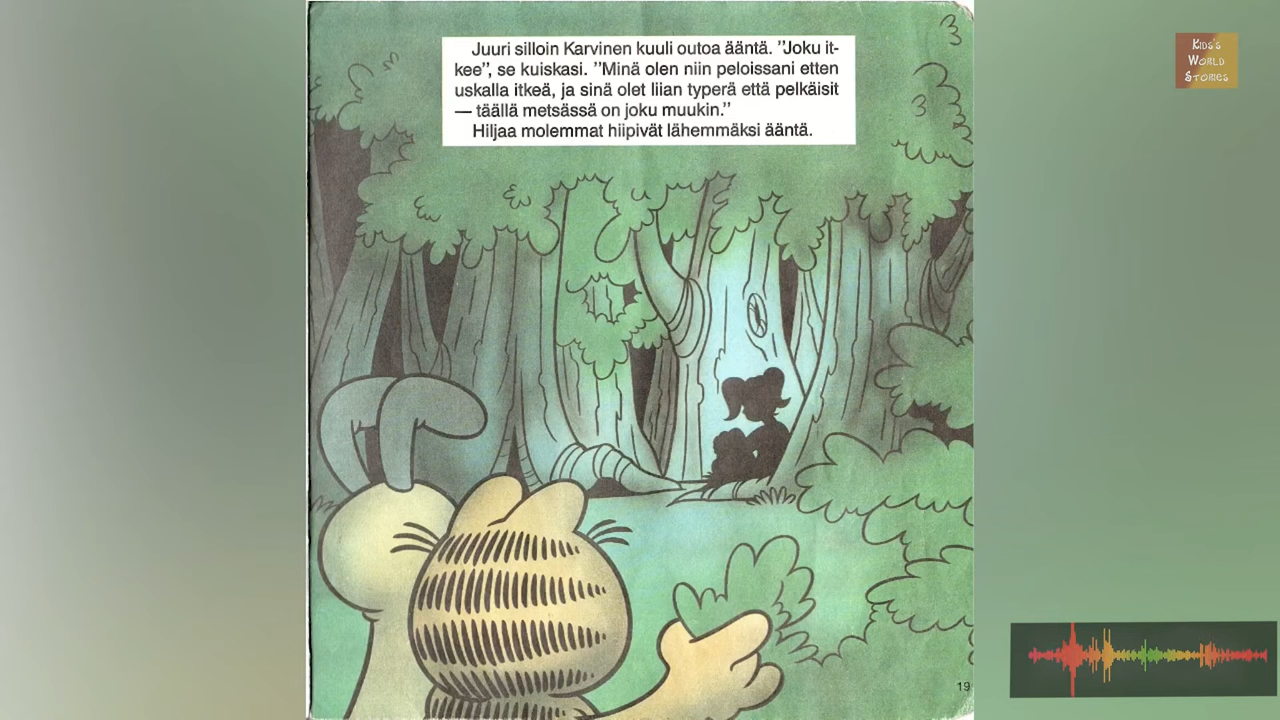 Juuri silloin Karvinen kuuli outoa ääntä. ”Joku it-
kee”, se kuiskasi. ”Minä olen niin peloissani etten
uskalla itkeä, ja sinä olet liian typerä että pelkäisit
— täällä metsässä on joku muukin.”
Hiljaa molemmat hiipivät lähemmäksi ääntä.
KID'S
WORLD
STORIES
19